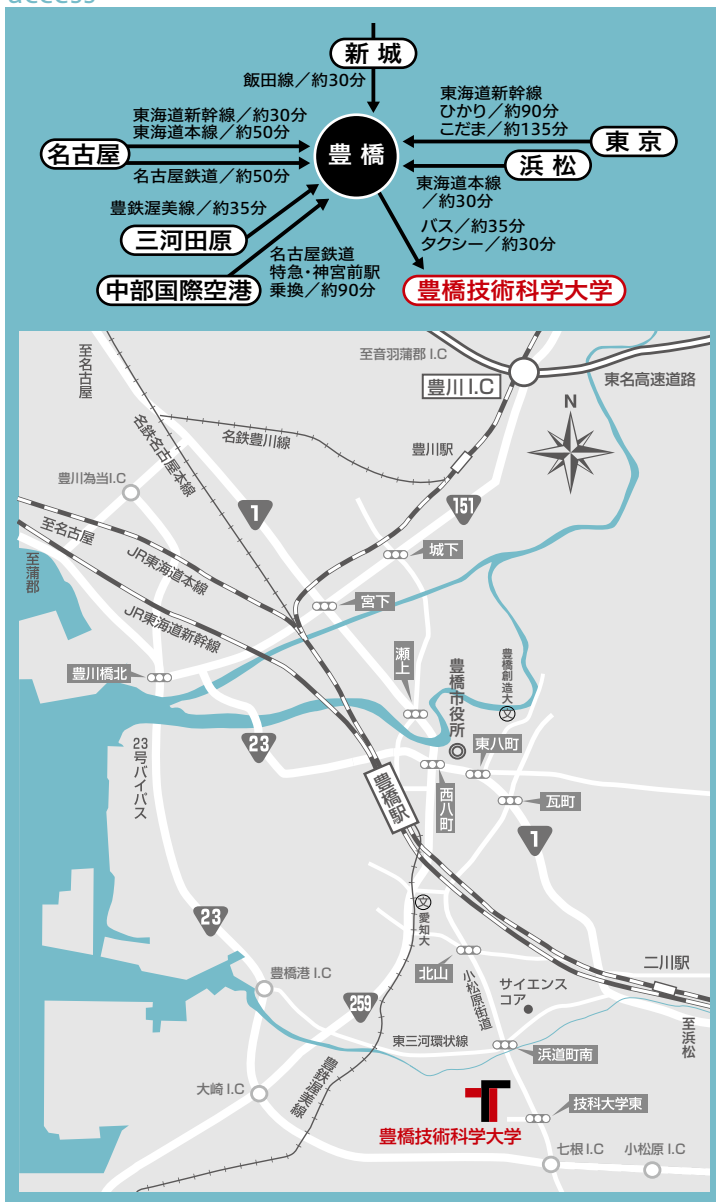 access
新城
飯田線／約30分
東海道新幹線／約30分
東海道本線／約50分
名古屋
名古屋鉄道／約50分
豊橋
東海道新幹線
ひかり／約90分
こだま／約135分
東京
浜松
東海道本線
／約30分
豊鉄渥美線／約35分
三河田原
中部国際空港
名古屋鉄道
特急・神宮前駅
乗換／約90分
バス／約35分
タクシー／約30分
豊橋技術科学大学
至名古屋
至音羽蒲郡I.C
豊川I.C
東名高速道路
N
名鉄名古屋本線
名鉄豊川線
豊川駅
豊川為当I.C
1
151
至名古屋
至蒲郡
JR東海道本線
JR東海道新幹線
城下
宮下
豊川橋北
瀬上
豊橋市役所
豊橋創造大
文
23号バイパス
23
東八町
西八町
瓦町
豊橋駅
1
文
愛知大
23
北山
小松原街道
サイエンス
コア
二川駅
至浜松
豊橋港I.C
259
東三河環状線
浜道町南
大崎I.C
豊鉄渥美線
技科大学東
豊橋技術科学大学
七根I.C
小松原I.C